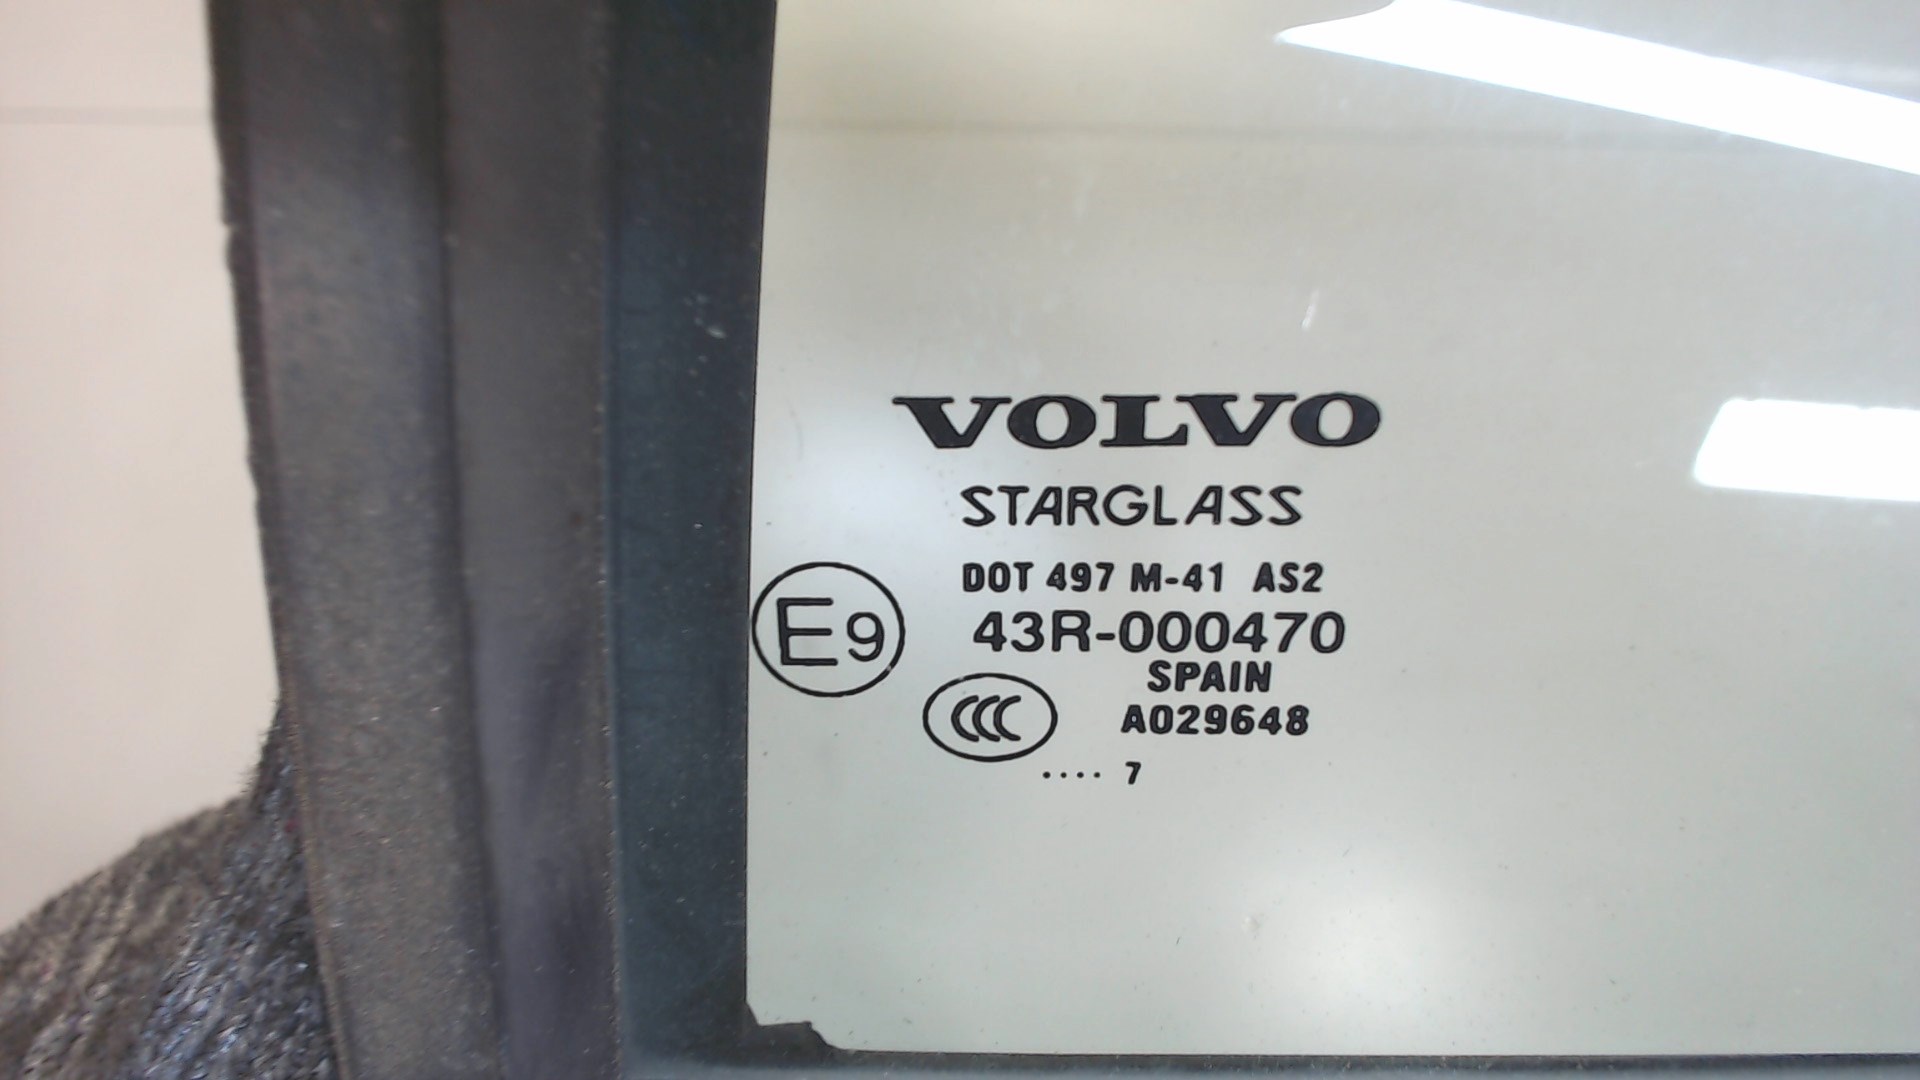 VOLVO
STARGLASS
DOT 497 M-41 AS2
E9
43R-000470
SPAIN
CCC
A029648
.... 7